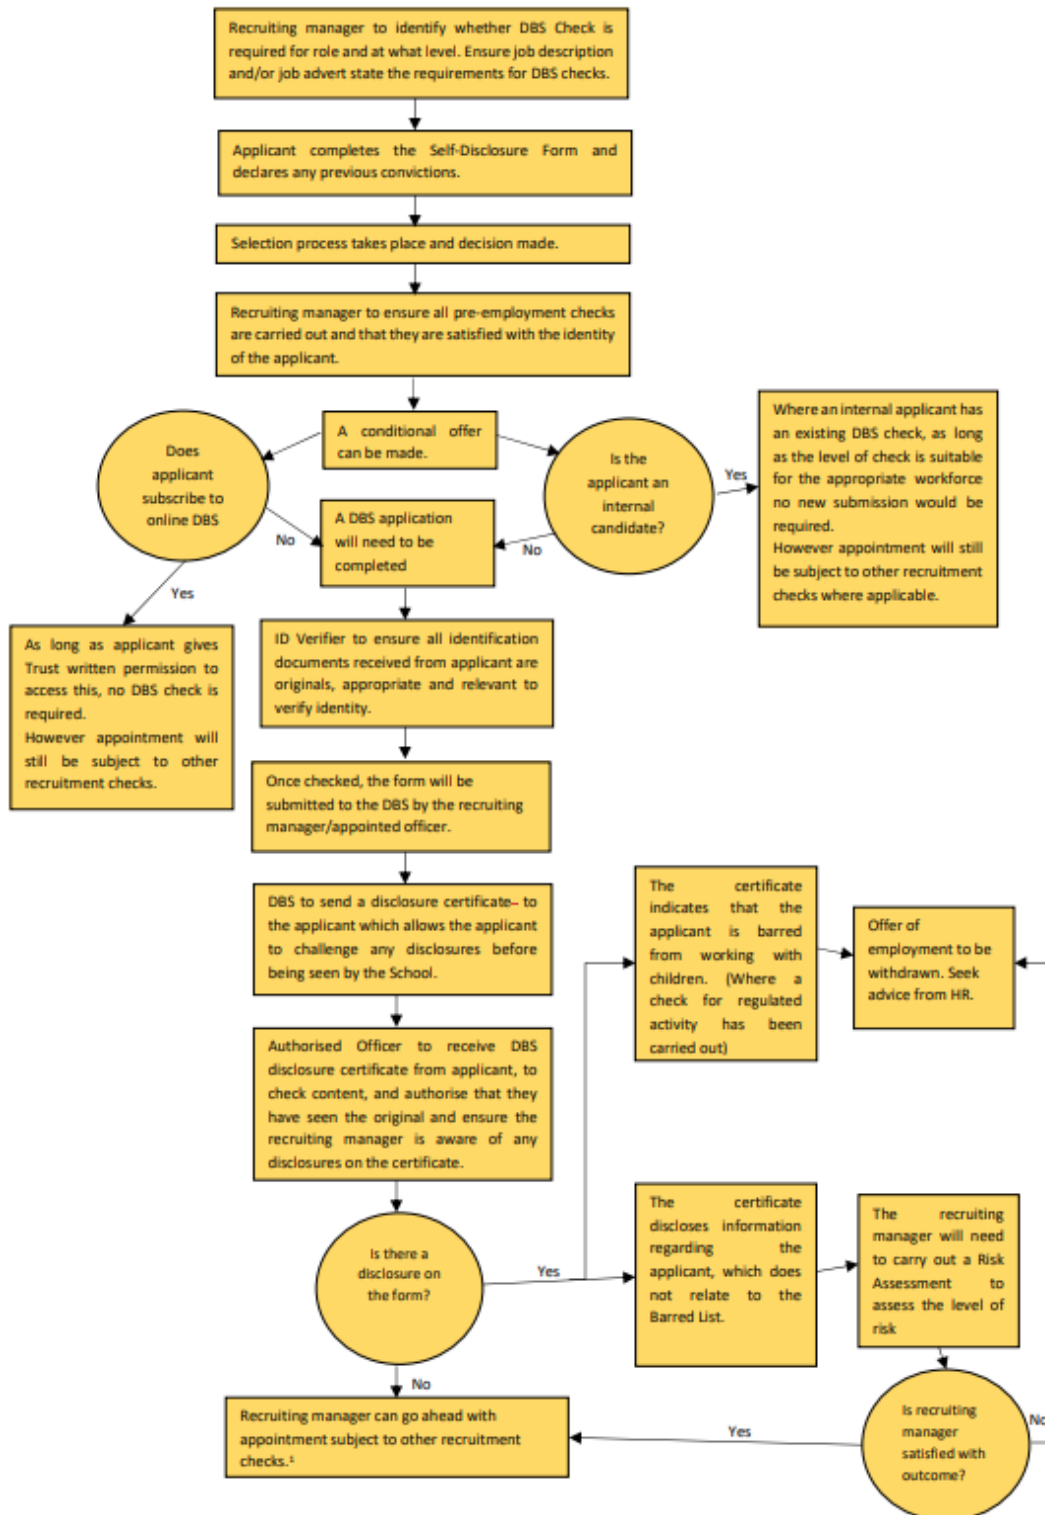 Recruiting manager to identify whether DBS Check is
required for role and at what level. Ensure job description
and/or job advert state the requirements for DBS checks.
Applicant completes the Self-Disclosure Form and
declares any previous convictions.
Selection process takes place and decision made.
Recruiting manager to ensure all pre-employment checks
are carried out and that they are satisfied with the identity
of the applicant.
A conditional offer
can be made.
Does
applicant
subscribe to
online DBS
Is the
applicant an
internal
candidate?
Yes
Where an internal applicant has
an existing DBS check, as long
as the level of check is suitable
for the appropriate workforce
no new submission would be
required.
However appointment will still
be subject to other recruitment
checks where applicable.
No
No
A DBS application
will need to be
completed
Yes
As long as applicant gives
Trust written permission to
access this, no DBS check is
required.
However appointment will
still be subject to other
recruitment checks.
ID Verifier to ensure all identification
documents received from applicant are
originals, appropriate and relevant to
verify identity.
Once checked, the form will be
submitted to the DBS by the recruiting
manager/appointed officer.
DBS to send a disclosure certificate– to
the applicant which allows the applicant
to challenge any disclosures before
being seen by the School.
The certificate
indicates that the
applicant is barred
from working with
children. (Where a
check for regulated
activity has been
carried out)
Offer of
employment to be
withdrawn. Seek
advice from HR.
Authorised Officer to receive DBS
disclosure certificate from applicant, to
check content, and authorise that they
have seen the original and ensure the
recruiting manager is aware of any
disclosures on the certificate.
Is there a
disclosure on
the form?
Yes
The certificate
discloses information
regarding the
applicant, which does
not relate to the
Barred List.
The recruiting
manager will need
to carry out a Risk
Assessment to
assess the level of
risk
No
Recruiting manager can go ahead with
appointment subject to other recruitment
checks.¹
Yes
Is recruiting
manager
satisfied with
outcome?
No